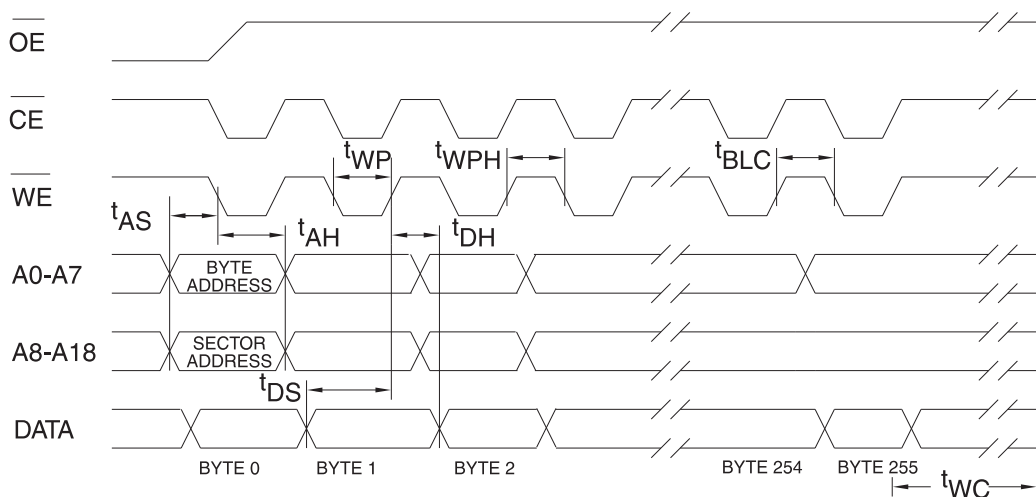 OE
CE
tWP tWPH tBLC
WE
tAS tAH tDH
A0-A7 BYTE ADDRESS
A8-A18 SECTOR ADDRESS
tDS
DATA
BYTE 0 BYTE 1 BYTE 2 BYTE 254 BYTE 255
tWC